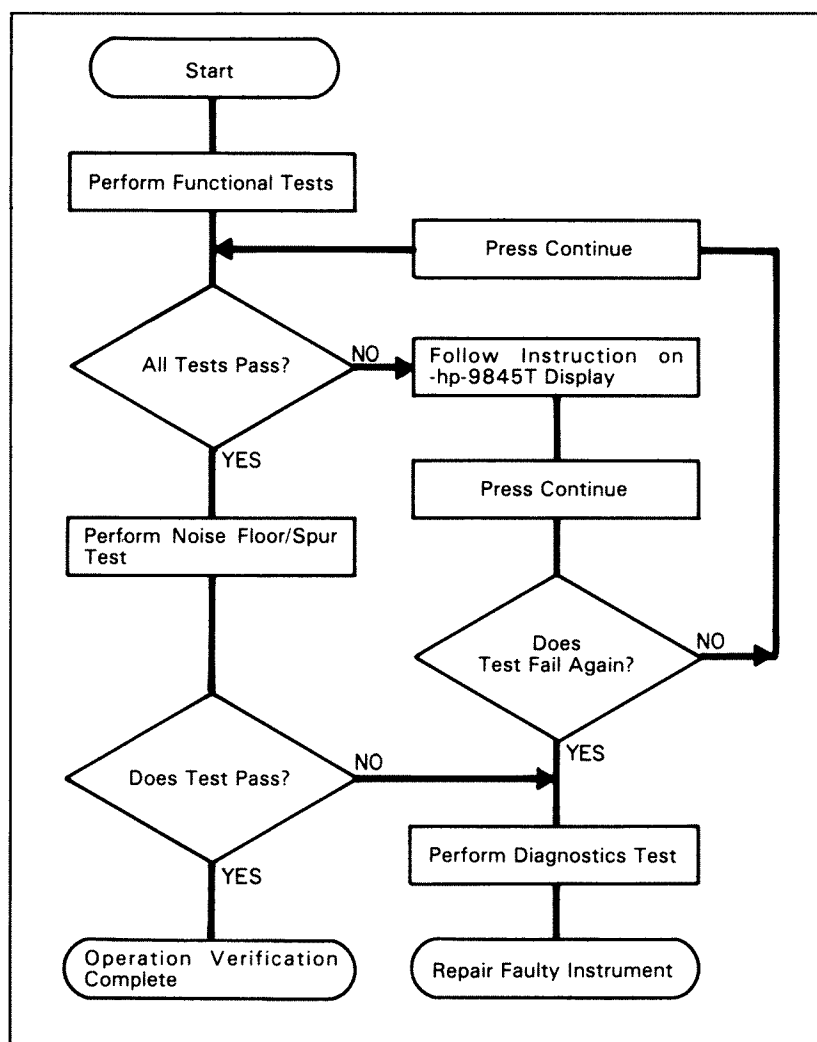 Start
Perform Functional Tests
Press Continue
All Tests Pass?
NO
Follow Instruction on
-hp-9845T Display
YES
Press Continue
Perform Noise Floor/Spur
Test
Does
Test Fail Again?
NO
YES
Does Test Pass?
NO
Perform Diagnostics Test
YES
Operation Verification
Complete
Repair Faulty Instrument